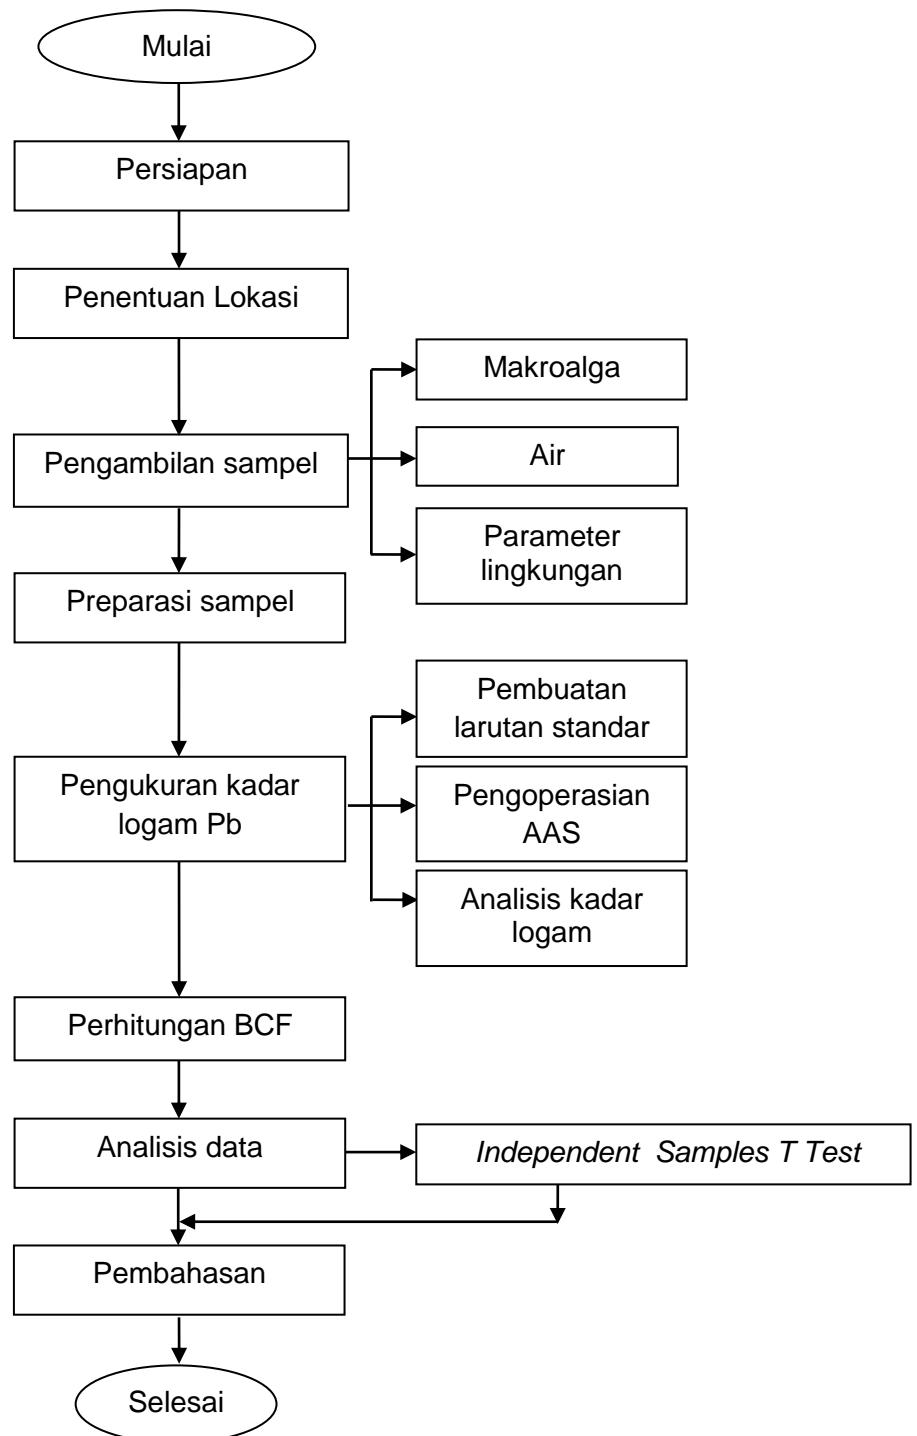 Mulai
Persiapan
Penentuan Lokasi
Makroalga
Pengambilan sampel
Air
Parameter
lingkungan
Preparasi sampel
Pembuatan
larutan standar
Pengukuran kadar
logam Pb
Pengoperasian
AAS
Analisis kadar
logam
Perhitungan BCF
Analisis data
Independent Samples T Test
Pembahasan
Selesai